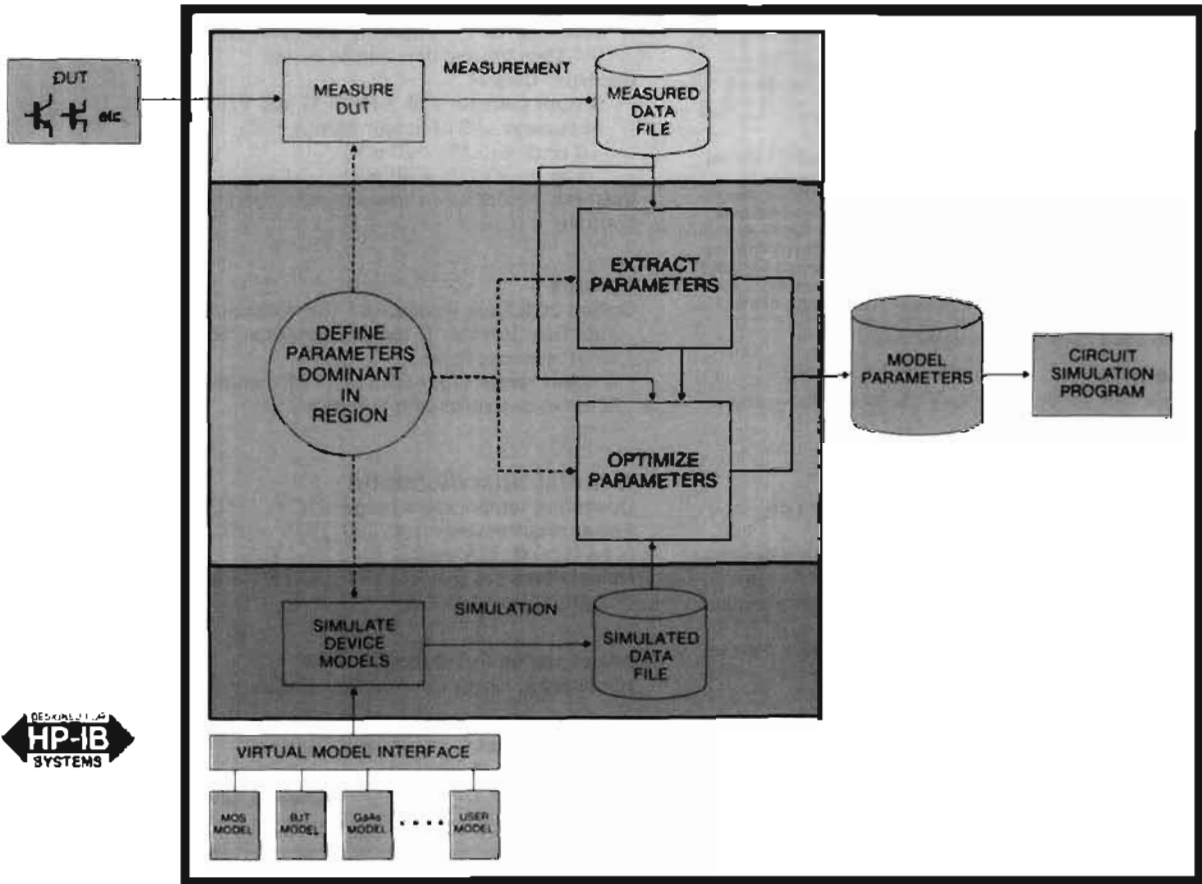 DUT
etc
MEASURE
DUT
MEASUREMENT
MEASURED
DATA
FILE
EXTRACT
PARAMETERS
DEFINE
PARAMETERS
DOMINANT
IN
REGION
OPTIMIZE
PARAMETERS
MODEL
PARAMETERS
CIRCUIT
SIMULATION
PROGRAM
SIMULATE
DEVICE
MODELS
SIMULATION
SIMULATED
DATA
FILE
DESIGNED FOR
HP-IB
SYSTEMS
VIRTUAL MODEL INTERFACE
MOS
MODEL
BJT
MODEL
GaAs
MODEL
USER
MODEL